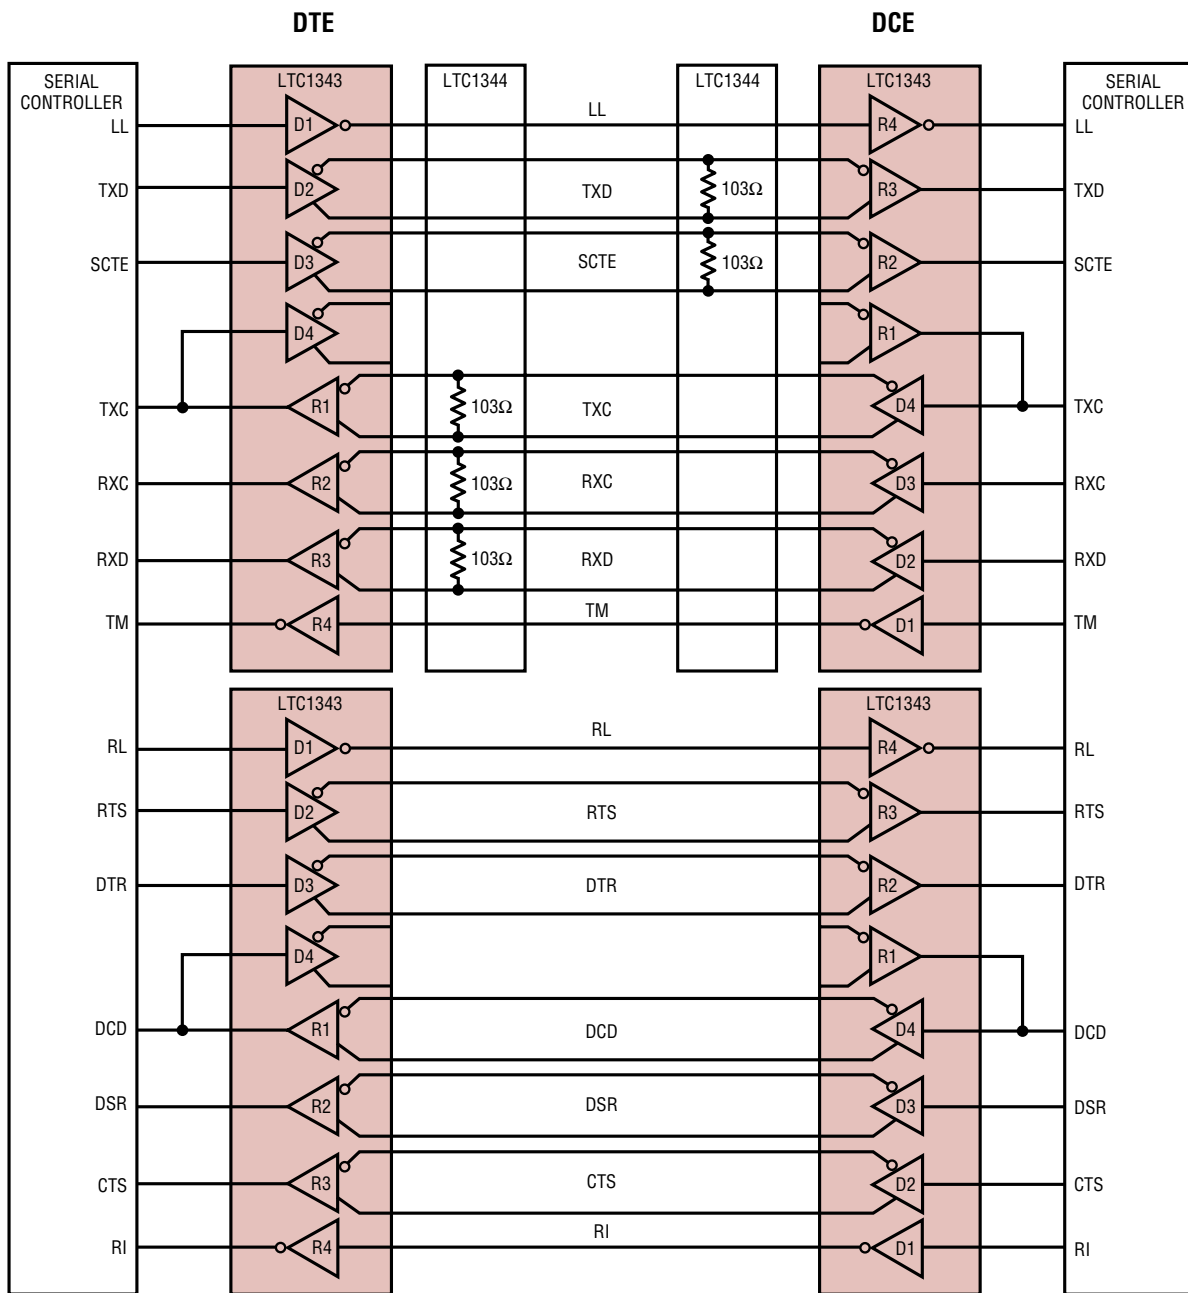 DTE DCE
SERIAL CONTROLLER LTC1343 LTC1344 LTC1344 LTC1343 SERIAL CONTROLLER
LL D1 LL R4 LL
TXD D2 TXD 103Ω R3 TXD
SCTE D3 SCTE 103Ω R2 SCTE
D4 R1
TXC R1 103Ω TXC D4 TXC
RXC R2 103Ω RXC D3 RXC
RXD R3 103Ω RXD D2 RXD
TM R4 TM D1 TM
LTC1343 LTC1343
RL D1 RL R4 RL
RTS D2 RTS R3 RTS
DTR D3 DTR R2 DTR
D4 R1
DCD R1 DCD D4 DCD
DSR R2 DSR D3 DSR
CTS R3 CTS D2 CTS
RI R4 RI D1 RI